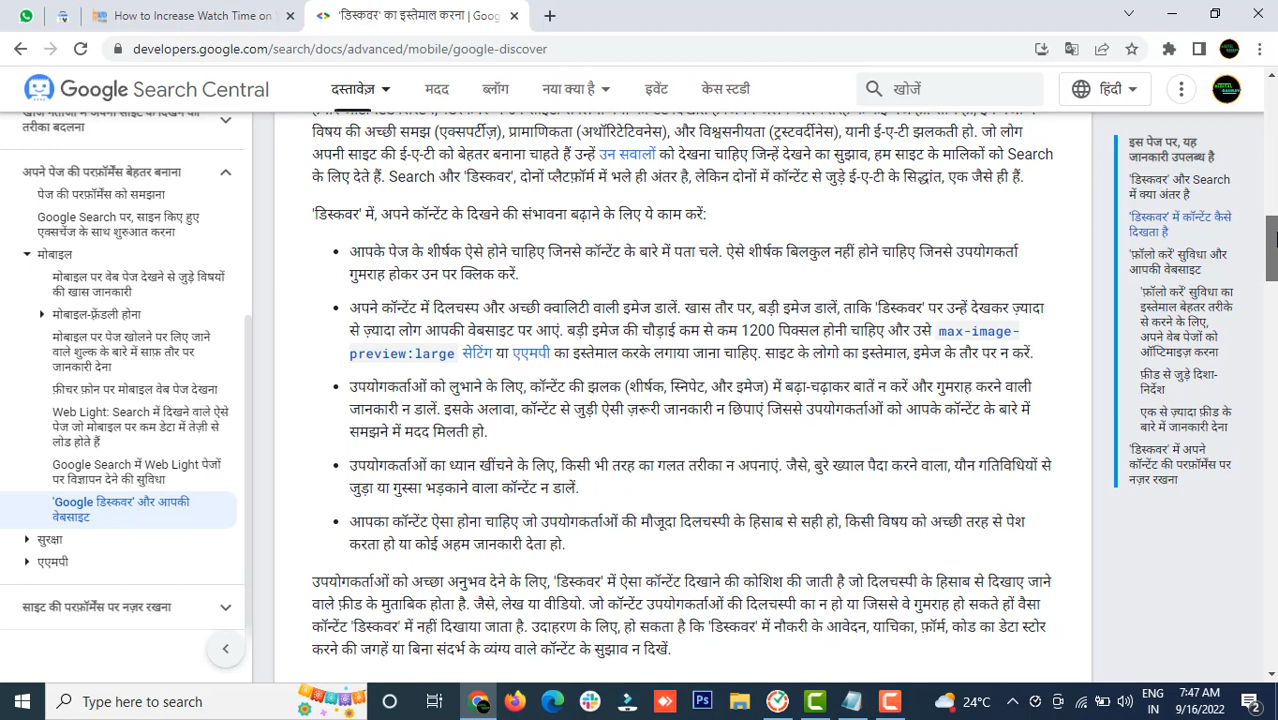 How to Increase Watch Time on
'डिस्कवर' का इस्तेमाल करना | Goog
developers.google.com/search/docs/advanced/mobile/google-discover
Google Search Central
दस्तावेज़
मदद
ब्लॉग
नया क्या है
इवेंट
केस स्टडी
खोजें
हिंदी
तरीका बदलना
अपने पेज की परफ़ॉर्मेंस बेहतर बनाना
पेज की परफ़ॉर्मेंस को समझना
Google Search पर, साइन किए हुए
एक्सचेंज के साथ शुरुआत करना
मोबाइल
मोबाइल पर वेब पेज देखने से जुड़े विषयों
की खास जानकारी
मोबाइल-फ़्रेंडली होना
मोबाइल पर पेज खोलने पर लिए जाने
वाले शुल्क के बारे में साफ़ तौर पर
जानकारी देना
फ़ीचर फ़ोन पर मोबाइल वेब पेज देखना
Web Light: Search में दिखने वाले ऐसे
पेज जो मोबाइल पर कम डेटा में तेज़ी से
लोड होते हैं
Google Search में Web Light पेजों
पर विज्ञापन देने की सुविधा
'Google डिस्कवर' और आपकी
वेबसाइट
सुरक्षा
एएमपी
साइट की परफ़ॉर्मेंस पर नज़र रखना
विषय की अच्छी समझ (एक्सपर्टीज़), प्रामाणिकता (अथॉरिटेटिवनेस), और विश्वसनीयता (ट्रस्टवर्दीनेस), यानी ई-ए-टी झलकती हो. जो लोग
अपनी साइट की ई-ए-टी को बेहतर बनाना चाहते हैं उन्हें उन सवालों को देखना चाहिए जिन्हें देखने का सुझाव, हम साइट के मालिकों को Search
के लिए देते हैं. Search और 'डिस्कवर', दोनों प्लैटफ़ॉर्म में भले ही अंतर है, लेकिन दोनों में कॉन्टेंट से जुड़े ई-ए-टी के सिद्धांत, एक जैसे ही हैं.
'डिस्कवर' में, अपने कॉन्टेंट के दिखने की संभावना बढ़ाने के लिए ये काम करें:
• आपके पेज के शीर्षक ऐसे होने चाहिए जिनसे कॉन्टेंट के बारे में पता चले. ऐसे शीर्षक बिलकुल नहीं होने चाहिए जिनसे उपयोगकर्ता
गुमराह होकर उन पर क्लिक करें.
• अपने कॉन्टेंट में दिलचस्प और अच्छी क्वालिटी वाली इमेज डालें. खास तौर पर, बड़ी इमेज डालें, ताकि 'डिस्कवर' पर उन्हें देखकर ज़्यादा
से ज़्यादा लोग आपकी वेबसाइट पर आएं. बड़ी इमेज की चौड़ाई कम से कम 1200 पिक्सल होनी चाहिए और उसे max-image-
preview:large सेटिंग या एएमपी का इस्तेमाल करके लगाया जाना चाहिए. साइट के लोगो का इस्तेमाल, इमेज के तौर पर न करें.
• उपयोगकर्ताओं को लुभाने के लिए, कॉन्टेंट की झलक (शीर्षक, स्निपेट, और इमेज) में बढ़ा-चढ़ाकर बातें न करें और गुमराह करने वाली
जानकारी न डालें. इसके अलावा, कॉन्टेंट से जुड़ी ऐसी ज़रूरी जानकारी न छिपाएं जिससे उपयोगकर्ताओं को आपके कॉन्टेंट के बारे में
समझने में मदद मिलती हो.
• उपयोगकर्ताओं का ध्यान खींचने के लिए, किसी भी तरह का गलत तरीका न अपनाएं. जैसे, बुरे ख्याल पैदा करने वाला, यौन गतिविधियों से
जुड़ा या गुस्सा भड़काने वाला कॉन्टेंट न डालें.
• आपका कॉन्टेंट ऐसा होना चाहिए जो उपयोगकर्ताओं की मौजूदा दिलचस्पी के हिसाब से सही हो, किसी विषय को अच्छी तरह से पेश
करता हो या कोई अहम जानकारी देता हो.
उपयोगकर्ताओं को अच्छा अनुभव देने के लिए, 'डिस्कवर' में ऐसा कॉन्टेंट दिखाने की कोशिश की जाती है जो दिलचस्पी के हिसाब से दिखाए जाने
वाले फ़ीड के मुताबिक होता है. जैसे, लेख या वीडियो. जो कॉन्टेंट उपयोगकर्ताओं की दिलचस्पी का न हो या जिससे वे गुमराह हो सकते हों वैसा
कॉन्टेंट 'डिस्कवर' में नहीं दिखाया जाता है. उदाहरण के लिए, हो सकता है कि 'डिस्कवर' में नौकरी के आवेदन, याचिका, फ़ॉर्म, कोड का डेटा स्टोर
करने की जगहें या बिना संदर्भ के व्यंग्य वाले कॉन्टेंट के सुझाव न दिखें.
इस पेज पर, यह
जानकारी उपलब्ध है
'डिस्कवर' और Search
में क्या अंतर है
'डिस्कवर' में कॉन्टेंट कैसे
दिखता है
'फ़ॉलो करें' सुविधा और
आपकी वेबसाइट
'फ़ॉलो करें' सुविधा का
इस्तेमाल बेहतर तरीके
से करने के लिए,
अपने वेब पेजों को
ऑप्टिमाइज़ करना
फ़ीड से जुड़े दिशा-
निर्देश
एक से ज़्यादा फ़ीड के
बारे में जानकारी देना
'डिस्कवर' में अपने
कॉन्टेंट की परफ़ॉर्मेंस पर
नज़र रखना
Type here to search
24°C
ENG
IN
7:47 AM
9/16/2022
2